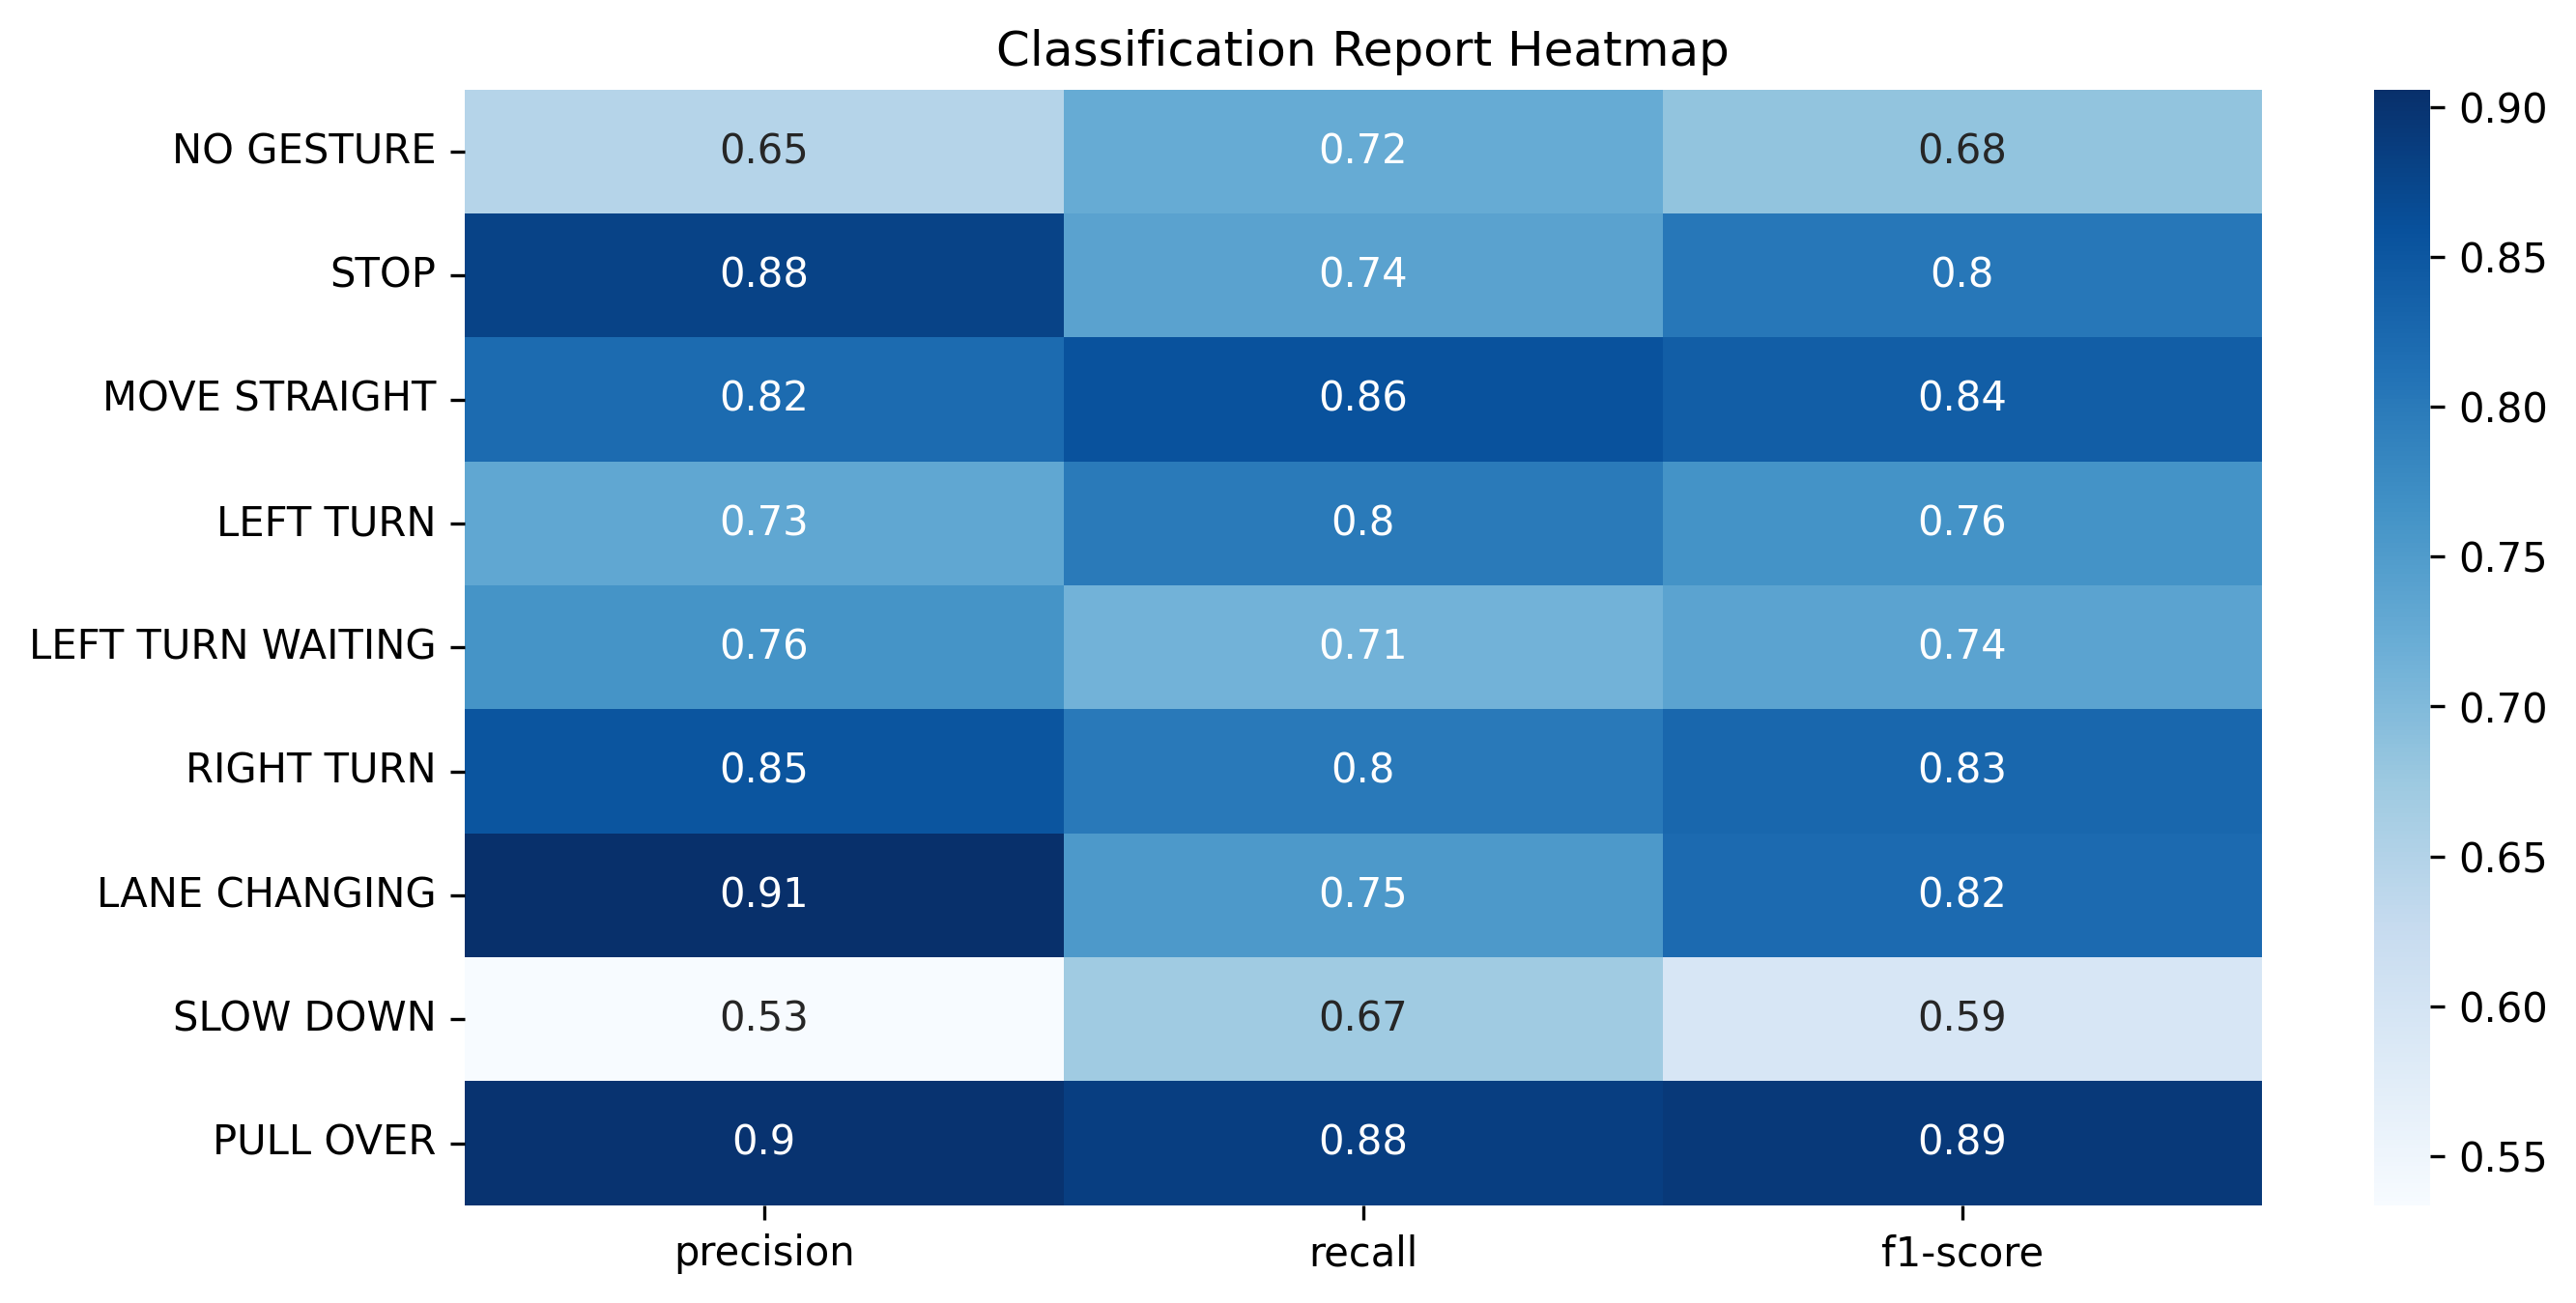 Classification Report Heatmap
NO GESTURE 0.65 0.72 0.68
STOP 0.88 0.74 0.8
MOVE STRAIGHT 0.82 0.86 0.84
LEFT TURN 0.73 0.8 0.76
LEFT TURN WAITING 0.76 0.71 0.74
RIGHT TURN 0.85 0.8 0.83
LANE CHANGING 0.91 0.75 0.82
SLOW DOWN 0.53 0.67 0.59
PULL OVER 0.9 0.88 0.89
precision recall f1-score
0.90
0.85
0.80
0.75
0.70
0.65
0.60
0.55